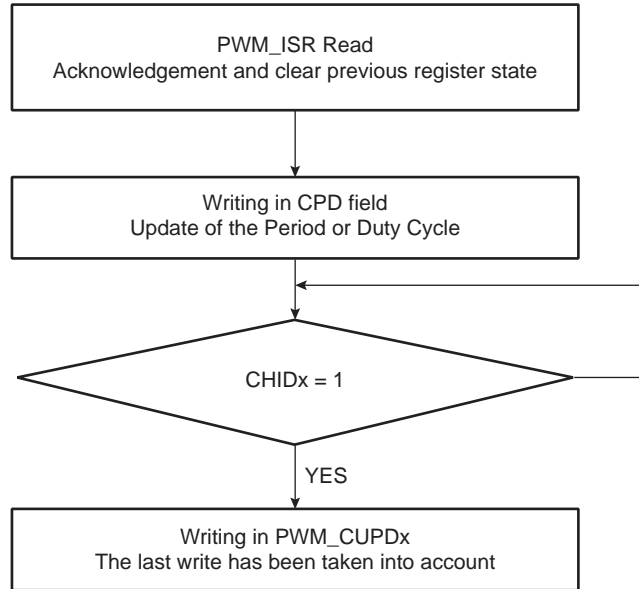 PWM_ISR Read
Acknowledgement and clear previous register state
Writing in CPD field
Update of the Period or Duty Cycle
CHIDx = 1
YES
Writing in PWM_CUPDx
The last write has been taken into account